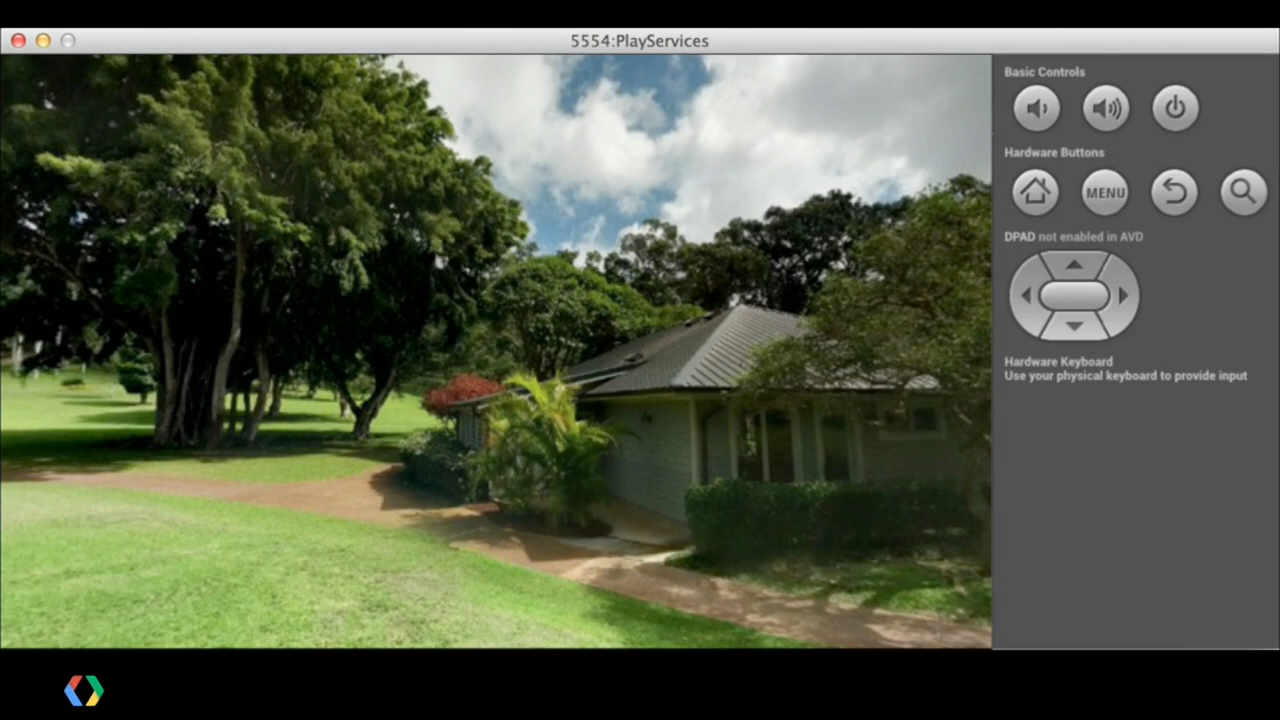 5554:PlayServices
Basic Controls
Hardware Buttons
MENU
DPAD not enabled in AVD
Hardware Keyboard
Use your physical keyboard to provide input